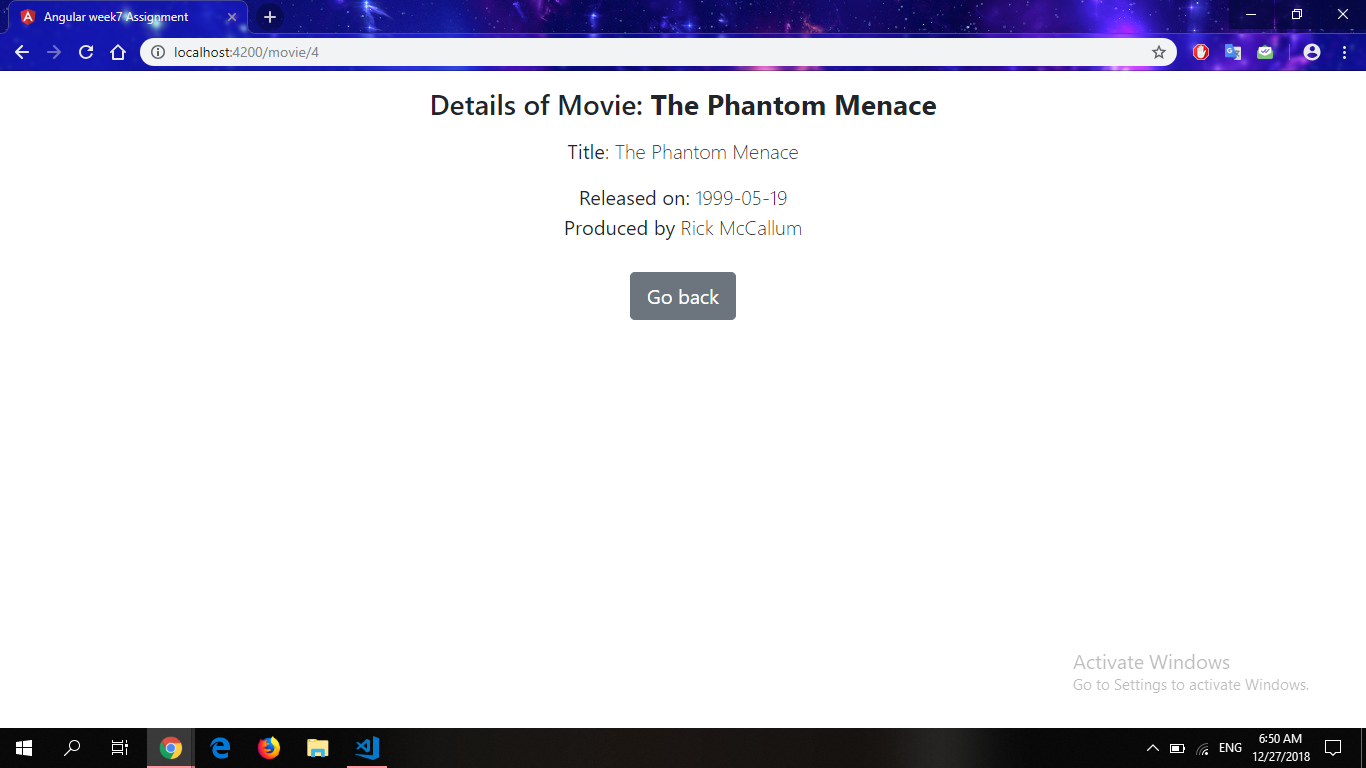 Angular week7 Assignment
localhost:4200/movie/4
Details of Movie: The Phantom Menace
Title: The Phantom Menace
Released on: 1999-05-19
Produced by Rick McCallum
Go back
Activate Windows
Go to Settings to activate Windows.
ENG
6:50 AM
12/27/2018